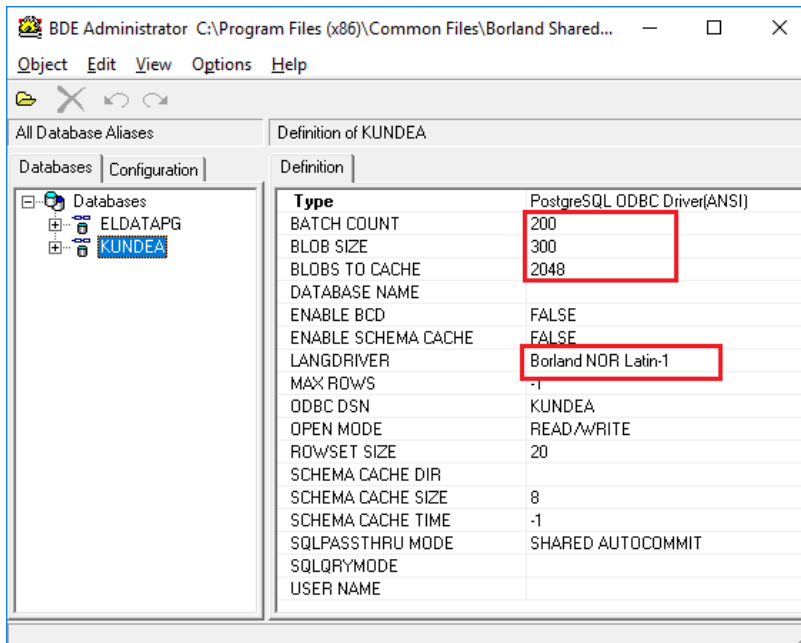 BDE Administrator C:\Program Files (x86)\Common Files\Borland Shared...
Object Edit View Options Help
All Database Aliases
Definition of KUNDEA
Databases Configuration
Definition
Databases
ELDATAPG
KUNDEA
Type PostgreSQL ODBC Driver(ANSI)
BATCH COUNT 200
BLOB SIZE 300
BLOBS TO CACHE 2048
DATABASE NAME
ENABLE BCD FALSE
ENABLE SCHEMA CACHE FALSE
LANGDRIVER Borland NOR Latin-1
MAX ROWS -1
ODBC DSN KUNDEA
OPEN MODE READ/WRITE
ROWSET SIZE 20
SCHEMA CACHE DIR
SCHEMA CACHE SIZE 8
SCHEMA CACHE TIME -1
SQLPASSTHRU MODE SHARED AUTOCOMMIT
SQLQRYMODE
USER NAME